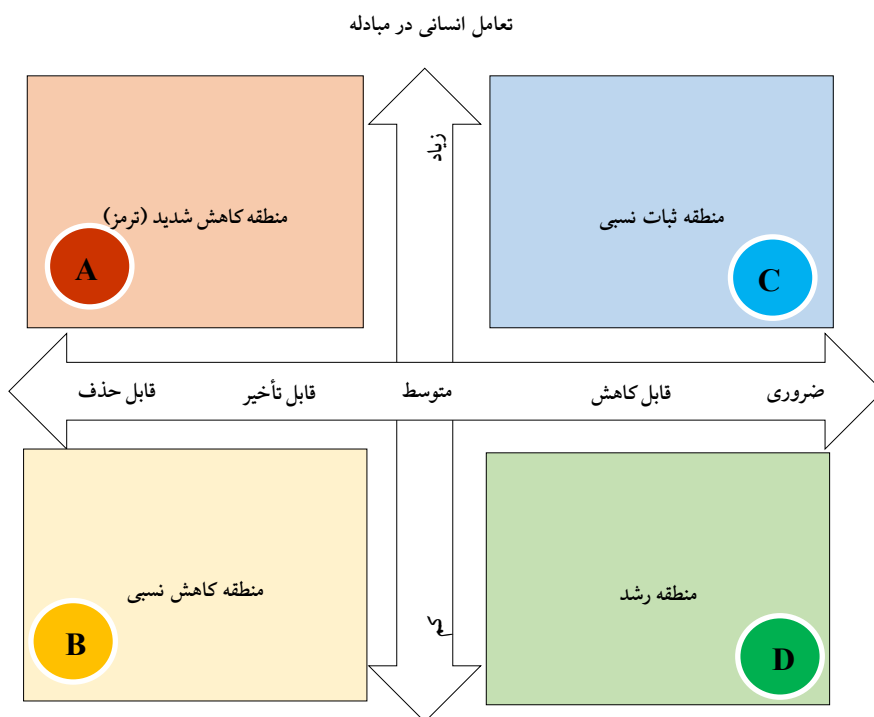 تعامل انسانی در مبادله
زیاد
منطقه ثبات نسبی
C
منطقه کاهش شدید (ترمز)
A
ضروری
قابل کاهش
متوسط
قابل تأخیر
قابل حذف
کم
منطقه رشد
D
منطقه کاهش نسبی
B